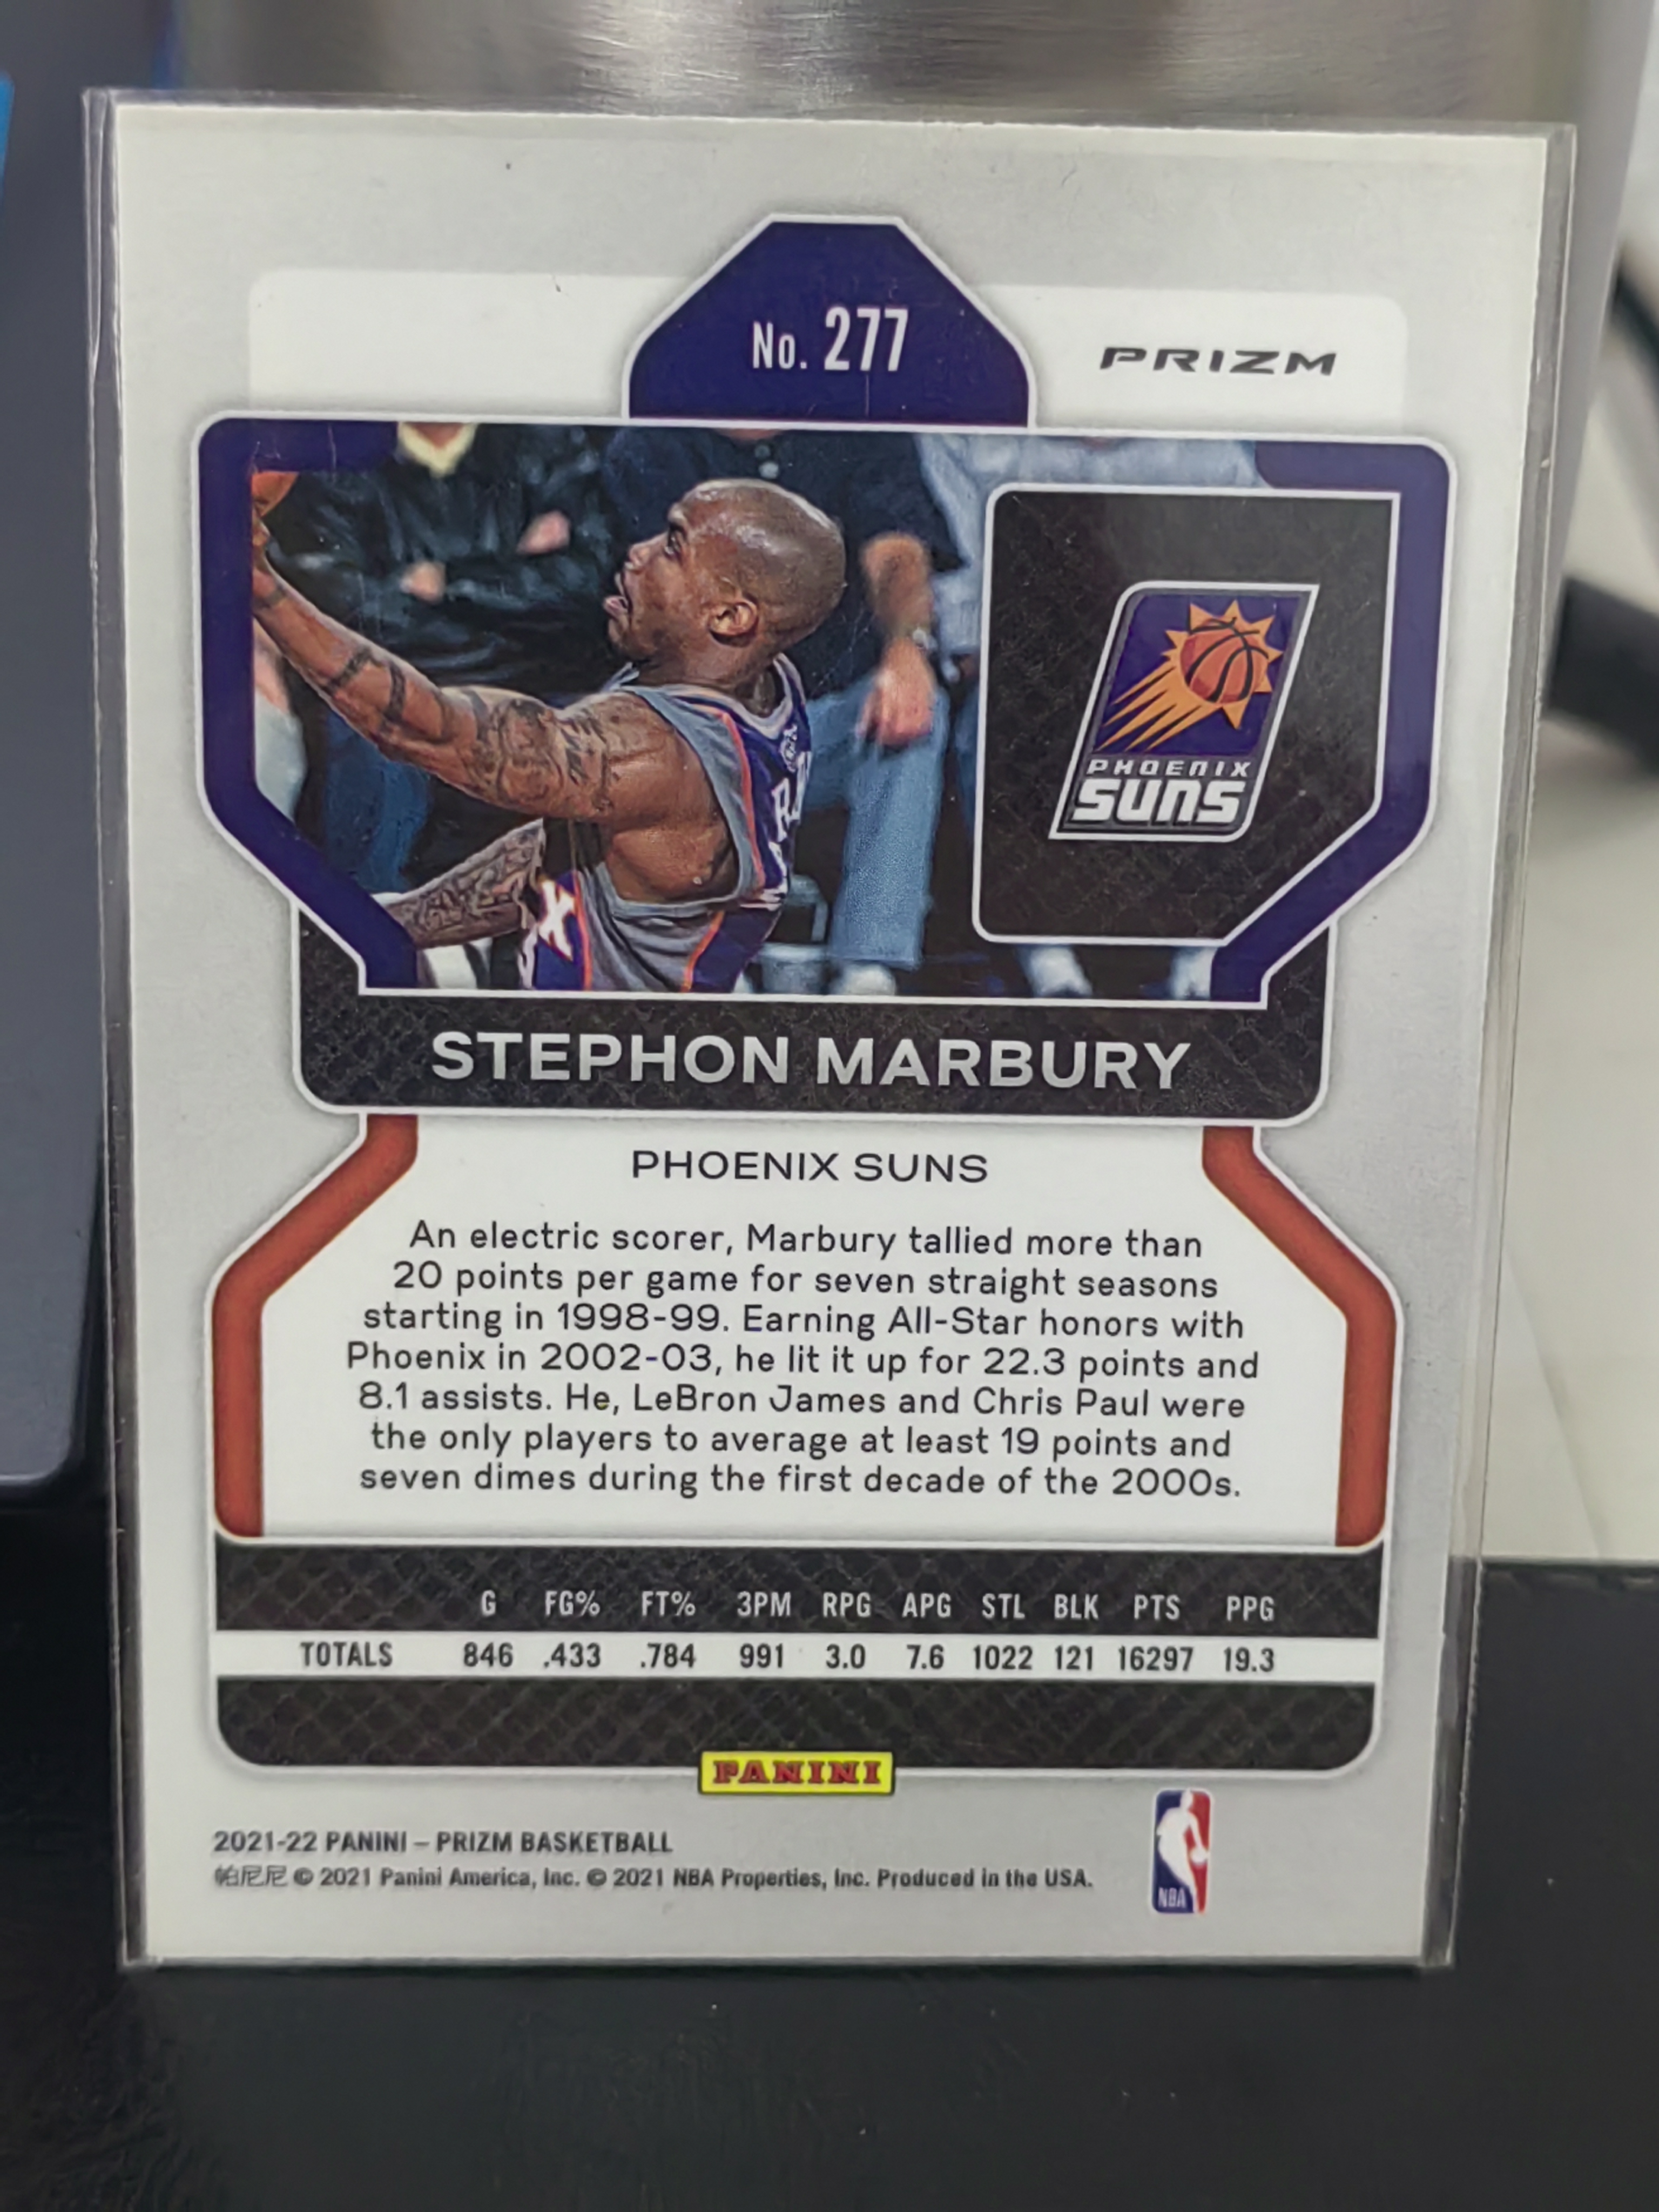 No. 277
PRIZM
PHOENIX
SUNS
STEPHON MARBURY
PHOENIX SUNS
An electric scorer, Marbury tallied more than
20 points per game for seven straight seasons
starting in 1998-99. Earning All-Star honors with
Phoenix in 2002-03, he lit it up for 22.3 points and
8.1 assists. He, LeBron James and Chris Paul were
the only players to average at least 19 points and
seven dimes during the first decade of the 2000s.
G FG% FT% 3PM RPG APG STL BLK PTS PPG
TOTALS 846 .433 .784 991 3.0 7.6 1022 121 16297 19.3
PANINI
2021-22 PANINI – PRIZM BASKETBALL
帕尼尼 © 2021 Panini America, Inc. © 2021 NBA Properties, Inc. Produced in the USA.
NBA